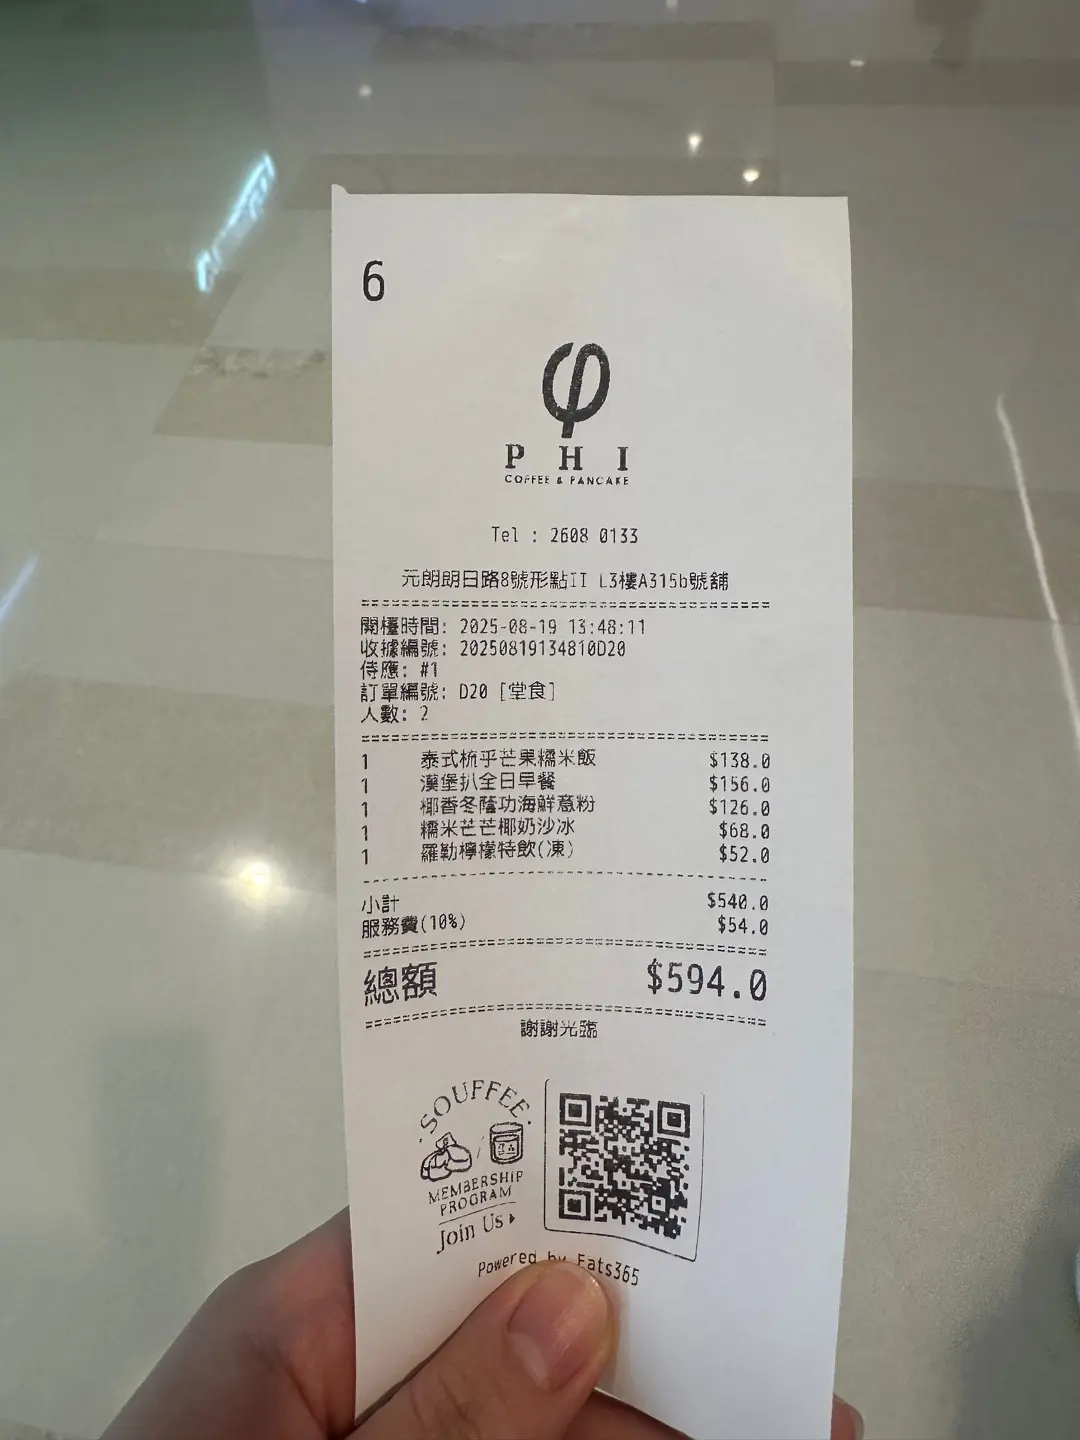 6
φ
PHI
COFFEE & PANCAKE
Tel : 2608 0133
元朗朗日路8號形點II L3樓A315b號舖
開檯時間: 2025-08-19 13:48:11
收據編號: 20250819134810D20
侍應: #1
訂單編號: D20 [堂食]
人數: 2
1 泰式梳乎芒果糯米飯 $138.0
1 漢堡扒全日早餐 $156.0
1 椰香冬蔭功海鮮意粉 $126.0
1 糯米芒芒椰奶沙冰 $68.0
1 羅勒檸檬特飲(凍) $52.0
小計 $540.0
服務費(10%) $54.0
總額 $594.0
謝謝光臨
SOUFFEE
MEMBERSHIP
PROGRAM
Join Us
Powered by Eats365